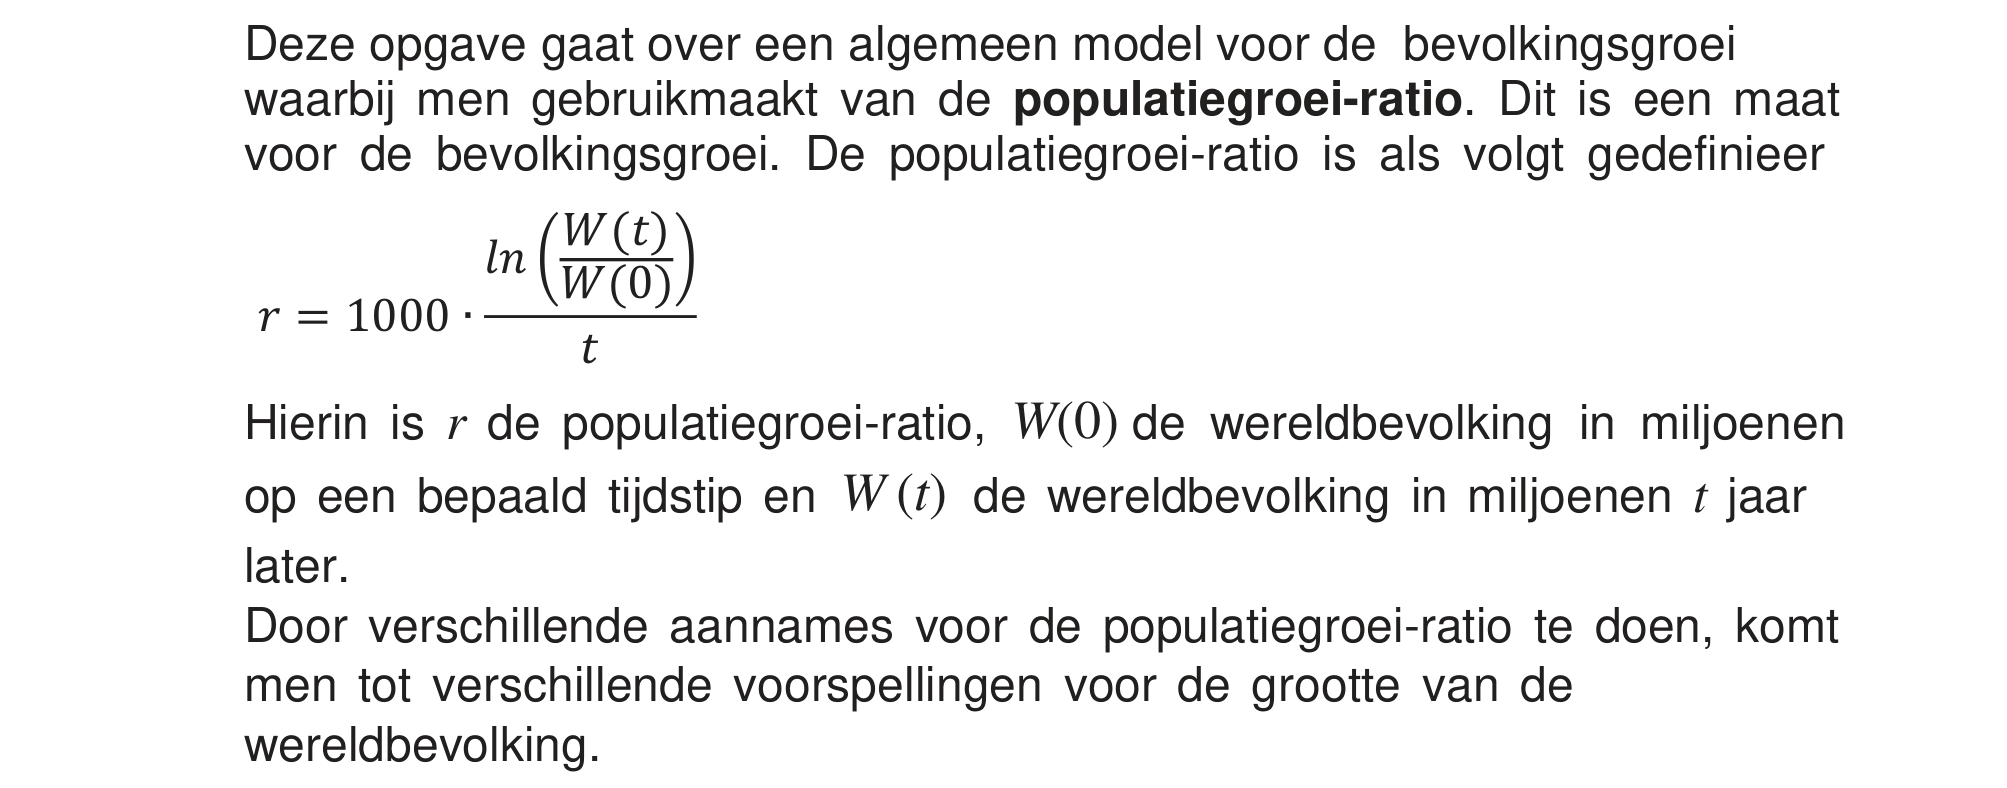 Deze opgave gaat over een algemeen model voor de bevolkingsgroei
waarbij men gebruikmaakt van de populatiegroei-ratio. Dit is een maat
voor de bevolkingsgroei. De populatiegroei-ratio is als volgt gedefinieer
r = 1000 · ln(W(t)/W(0))/t
Hierin is r de populatiegroei-ratio, W(0) de wereldbevolking in miljoenen
op een bepaald tijdstip en W(t) de wereldbevolking in miljoenen t jaar
later.
Door verschillende aannames voor de populatiegroei-ratio te doen, komt
men tot verschillende voorspellingen voor de grootte van de
wereldbevolking.